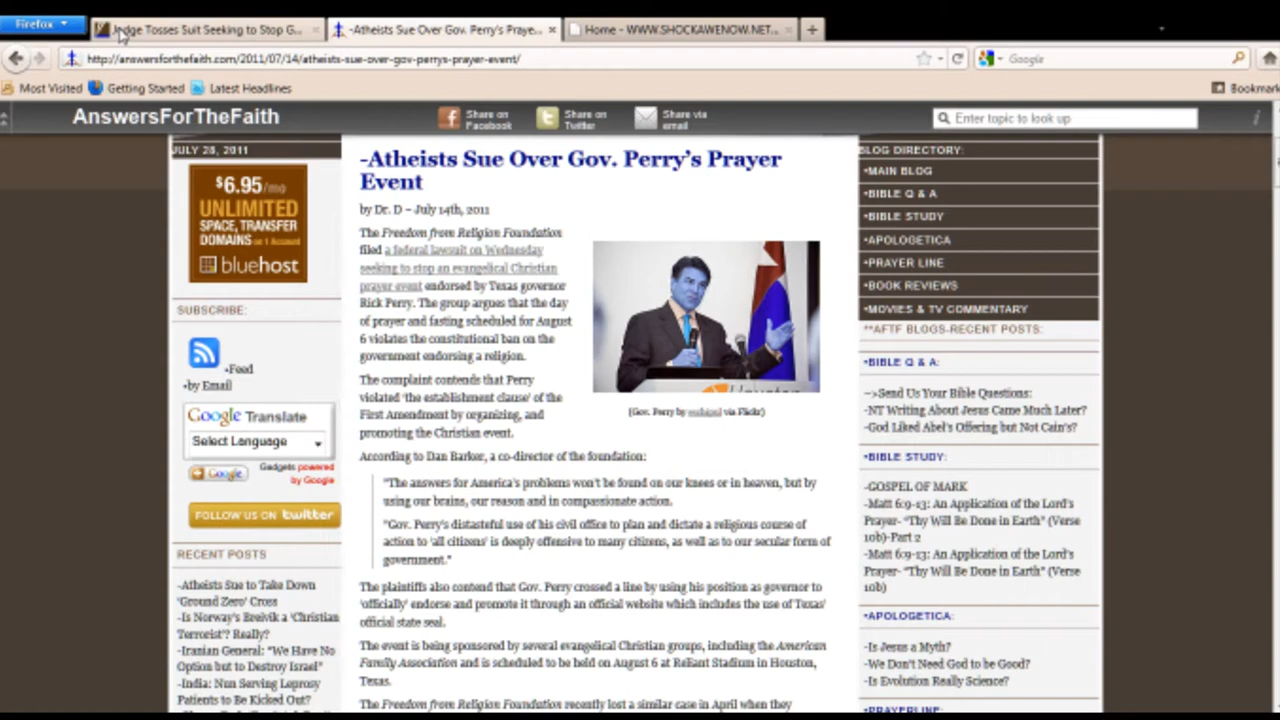 Firefox
Judge Tosses Suit Seeking to Stop G...
-Atheists Sue Over Gov. Perry's Praye...
Home - WWW.SHOCKAWENOW.NET...
http://answersforthefaith.com/2011/07/14/atheists-sue-over-gov-perrys-prayer-event/
Google
Most Visited
Getting Started
Latest Headlines
Bookmark
AnswersForTheFaith
Share on
Facebook
Share on
Twitter
Share via
email
Enter topic to look up
JULY 28, 2011
$6.95/mo
UNLIMITED
SPACE, TRANSFER
DOMAINS on 1 Account
bluehost
SUBSCRIBE:
•Feed
•by Email
Google Translate
Select Language
Google
Gadgets powered
by Google
FOLLOW US ON twitter
RECENT POSTS
-Atheists Sue to Take Down
'Ground Zero' Cross
-Is Norway's Breivik a 'Christian
Terrorist'? Really?
-Iranian General: "We Have No
Option but to Destroy Israel"
-India: Nun Serving Leprosy
Patients to Be Kicked Out?
-Atheists Sue Over Gov. Perry's Prayer
Event
by Dr. D ~ July 14th, 2011
The Freedom from Religion Foundation
filed a federal lawsuit on Wednesday
seeking to stop an evangelical Christian
prayer event endorsed by Texas governor
Rick Perry. The group argues that the day
of prayer and fasting scheduled for August
6 violates the constitutional ban on the
government endorsing a religion.
The complaint contends that Perry
violated 'the establishment clause' of the
First Amendment by organizing, and
promoting the Christian event.
(Gov. Perry by via Flickr)
According to Dan Barker, a co-director of the foundation:
"The answers for America's problems won't be found on our knees or in heaven, but by
using our brains, our reason and in compassionate action.
"Gov. Perry's distasteful use of his civil office to plan and dictate a religious course of
action to 'all citizens' is deeply offensive to many citizens, as well as to our secular form of
government."
The plaintiffs also contend that Gov. Perry crossed a line by using his position as governor to
'officially' endorse and promote it through an official website which includes the use of Texas'
official state seal.
The event is being sponsored by several evangelical Christian groups, including the American
Family Association and is scheduled to be held on August 6 at Reliant Stadium in Houston,
Texas.
The Freedom from Religion Foundation recently lost a similar case in April when they
BLOG DIRECTORY:
•MAIN BLOG
•BIBLE Q & A
•BIBLE STUDY
•APOLOGETICA
•PRAYER LINE
•BOOK REVIEWS
•MOVIES & TV COMMENTARY
**AFTF BLOGS-RECENT POSTS:
•BIBLE Q & A:
~>Send Us Your Bible Questions:
-NT Writing About Jesus Came Much Later?
-God Liked Abel's Offering but Not Cain's?
•BIBLE STUDY:
-GOSPEL OF MARK
-Matt 6:9-13: An Application of the Lord's
Prayer- "Thy Will Be Done in Earth" (Verse
10b)-Part 2
-Matt 6:9-13: An Application of the Lord's
Prayer- "Thy Will Be Done in Earth" (Verse
10b)
•APOLOGETICA:
-Is Jesus a Myth?
-We Don't Need God to be Good?
-Is Evolution Really Science?
•PRAYERLINE: